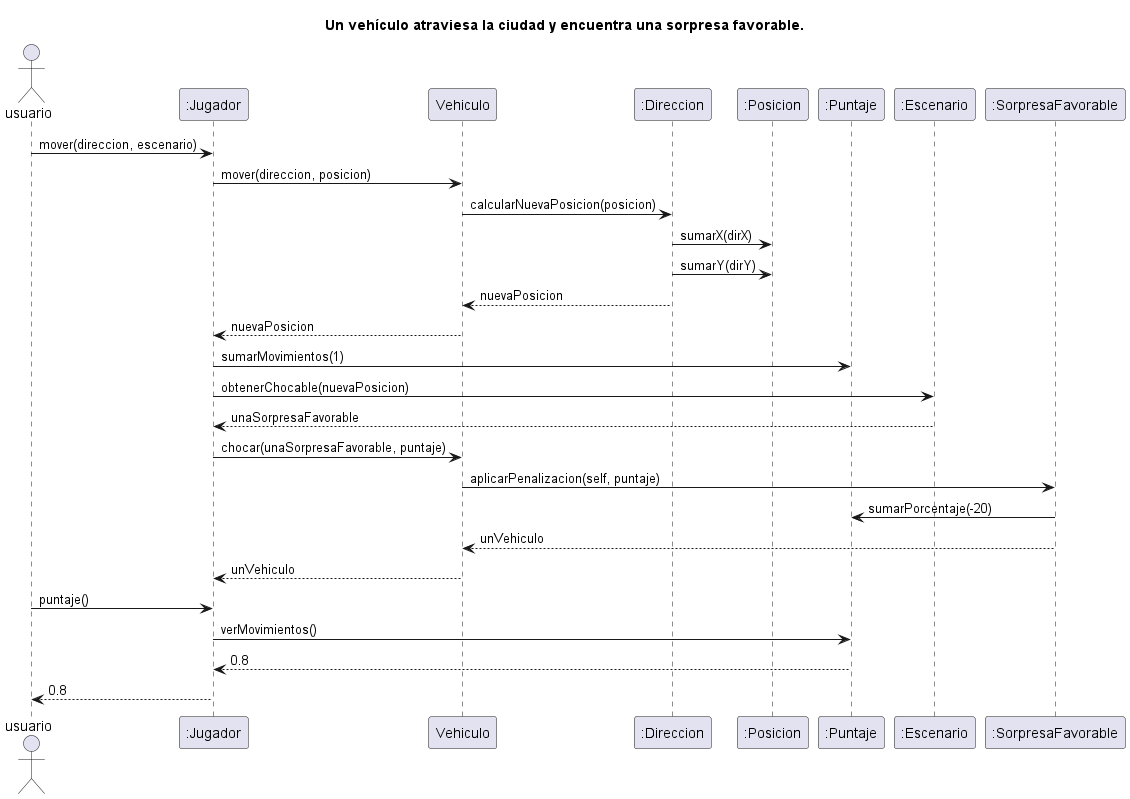 Un vehículo atraviesa la ciudad y encuentra una sorpresa favorable.
usuario
:Jugador
Vehiculo
:Direccion
:Posicion
:Puntaje
:Escenario
:SorpresaFavorable
mover(direccion, escenario)
mover(direccion, posicion)
calcularNuevaPosicion(posicion)
sumarX(dirX)
sumarY(dirY)
nuevaPosicion
nuevaPosicion
sumarMovimientos(1)
obtenerChocable(nuevaPosicion)
unaSorpresaFavorable
chocar(unaSorpresaFavorable, puntaje)
aplicarPenalizacion(self, puntaje)
sumarPorcentaje(-20)
unVehiculo
unVehiculo
puntaje()
verMovimientos()
0.8
0.8
usuario
:Jugador
Vehiculo
:Direccion
:Posicion
:Puntaje
:Escenario
:SorpresaFavorable